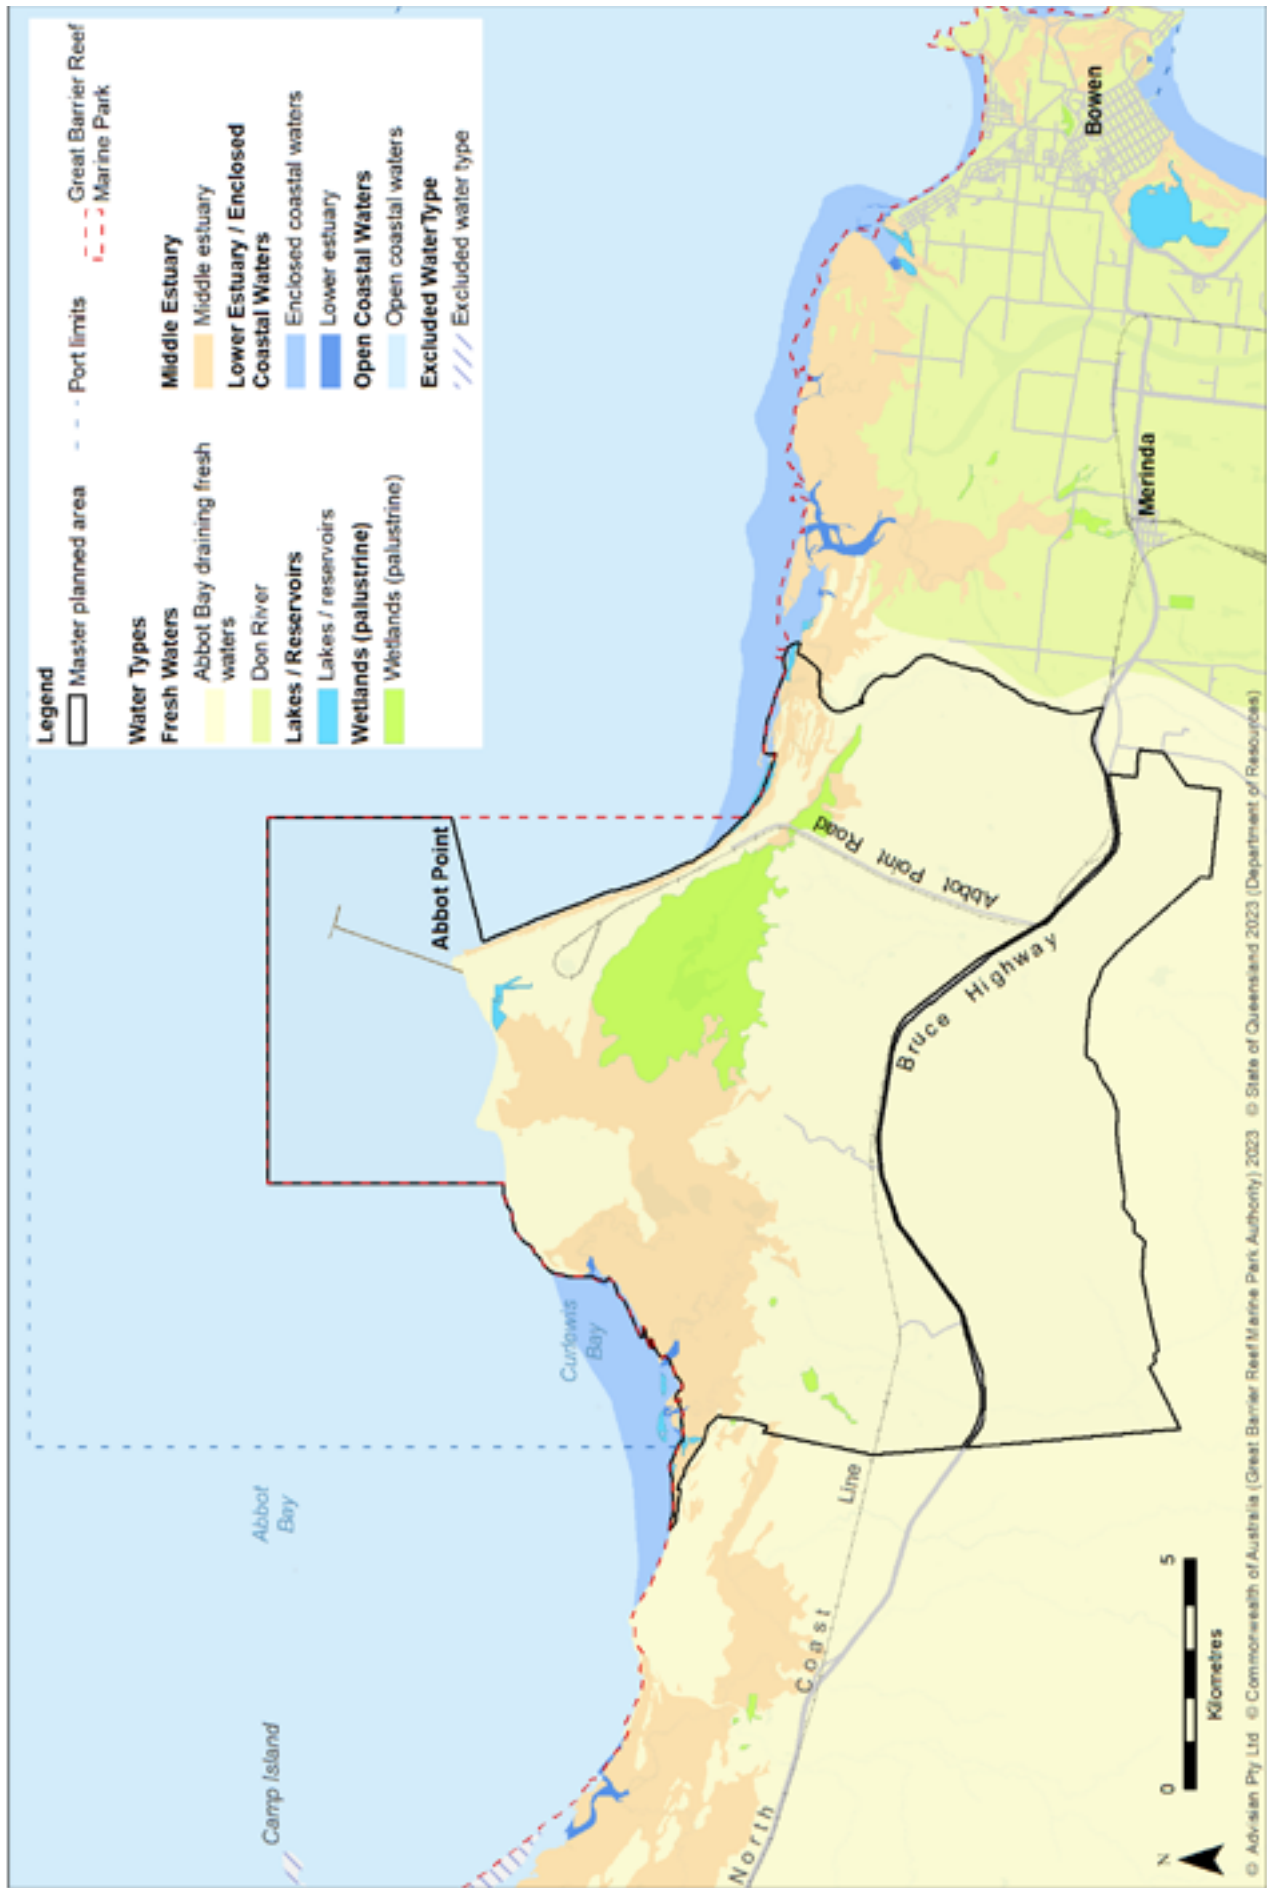 Legend
Master planned area
Port limits
Great Barrier Reef
Marine Park
Water Types
Fresh Waters
Abbot Bay draining fresh
waters
Don River
Lakes / Reservoirs
Lakes / reservoirs
Wetlands (palustrine)
Wetlands (palustrine)
Middle Estuary
Middle estuary
Lower Estuary / Enclosed
Coastal Waters
Enclosed coastal waters
Lower estuary
Open Coastal Waters
Open coastal waters
Excluded Water Type
Excluded water type
Camp Island
Abbot
Bay
Curlewis
Bay
Abbot Point
Abbot Point Road
Bruce Highway
North Coast Line
Merinda
Bowen
N
0 5
Kilometres
© Advisian Pty Ltd © Commonwealth of Australia (Great Barrier Reef Marine Park Authority) 2023 © State of Queensland 2023 (Department of Resources)